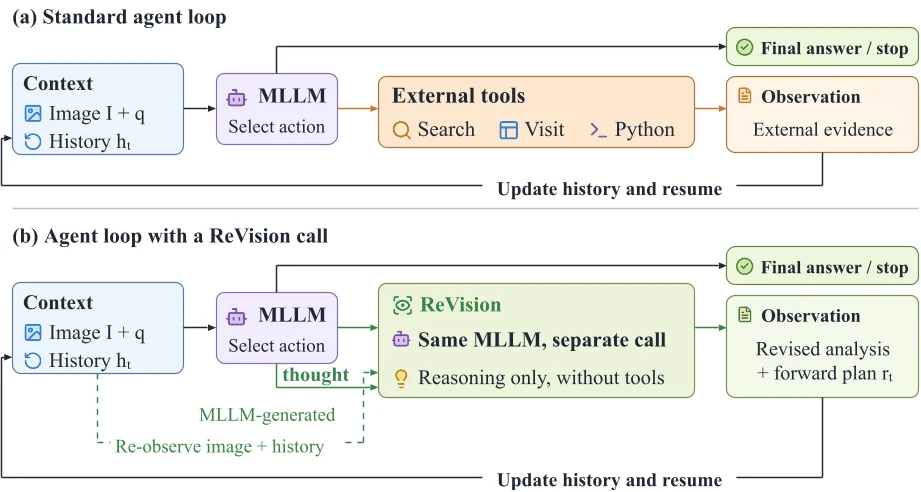 (a) Standard agent loop
Final answer / stop
Context
Image I + q
History hₜ
MLLM
Select action
External tools
Search
Visit
Python
Observation
External evidence
Update history and resume
(b) Agent loop with a ReVision call
Final answer / stop
Context
Image I + q
History hₜ
MLLM
Select action
thought
MLLM-generated
Re-observe image + history
ReVision
Same MLLM, separate call
Reasoning only, without tools
Observation
Revised analysis
+ forward plan rₜ
Update history and resume